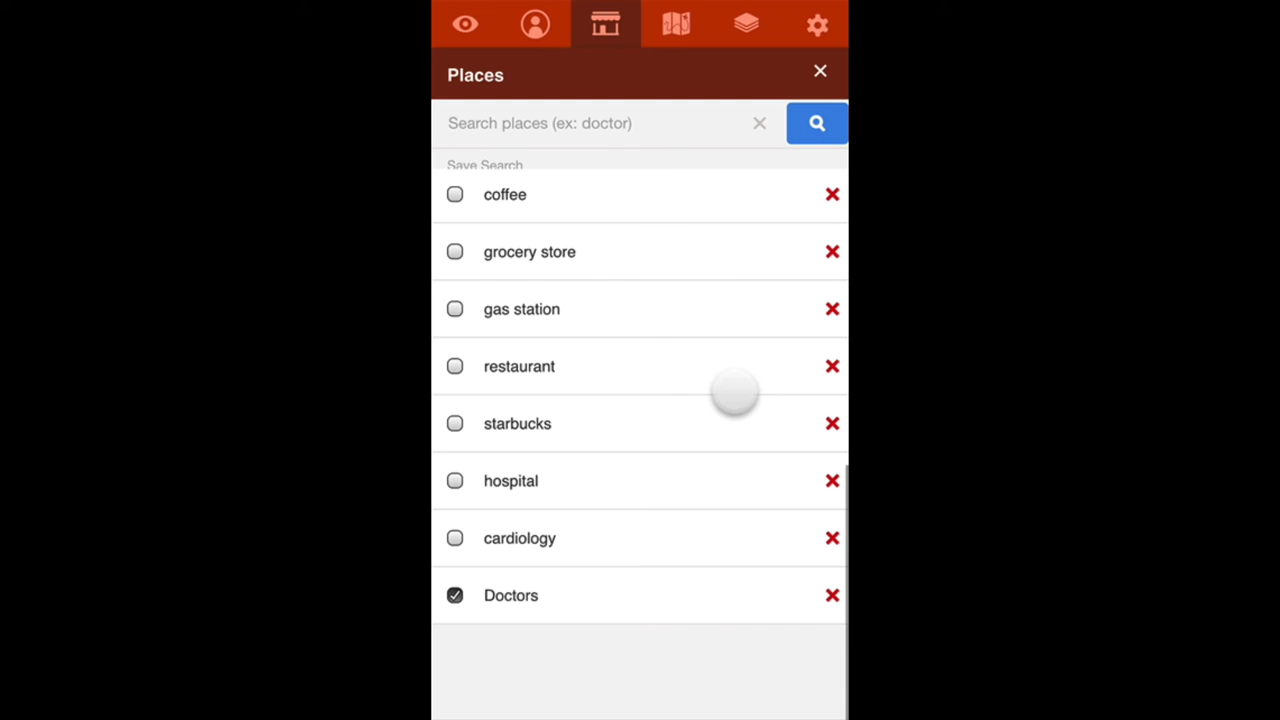 Places
Search places (ex: doctor)
Save Search
coffee
grocery store
gas station
restaurant
starbucks
hospital
cardiology
Doctors